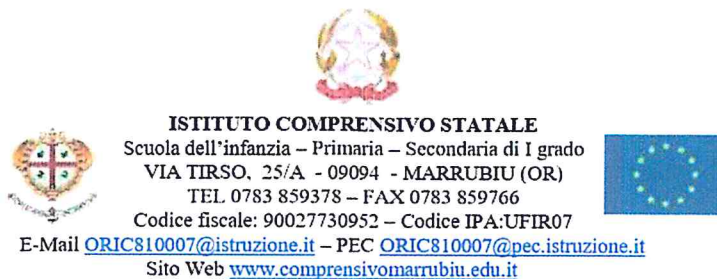 ISTITUTO COMPRENSIVO STATALE
Scuola dell'infanzia – Primaria – Secondaria di I grado
VIA TIRSO, 25/A - 09094 - MARRUBIU (OR)
TEL 0783 859378 – FAX 0783 859766
Codice fiscale: 90027730952 – Codice IPA:UFIR07
E-Mail ORIC810007@istruzione.it – PEC ORIC810007@pec.istruzione.it
Sito Web www.comprensivomarrubiu.edu.it